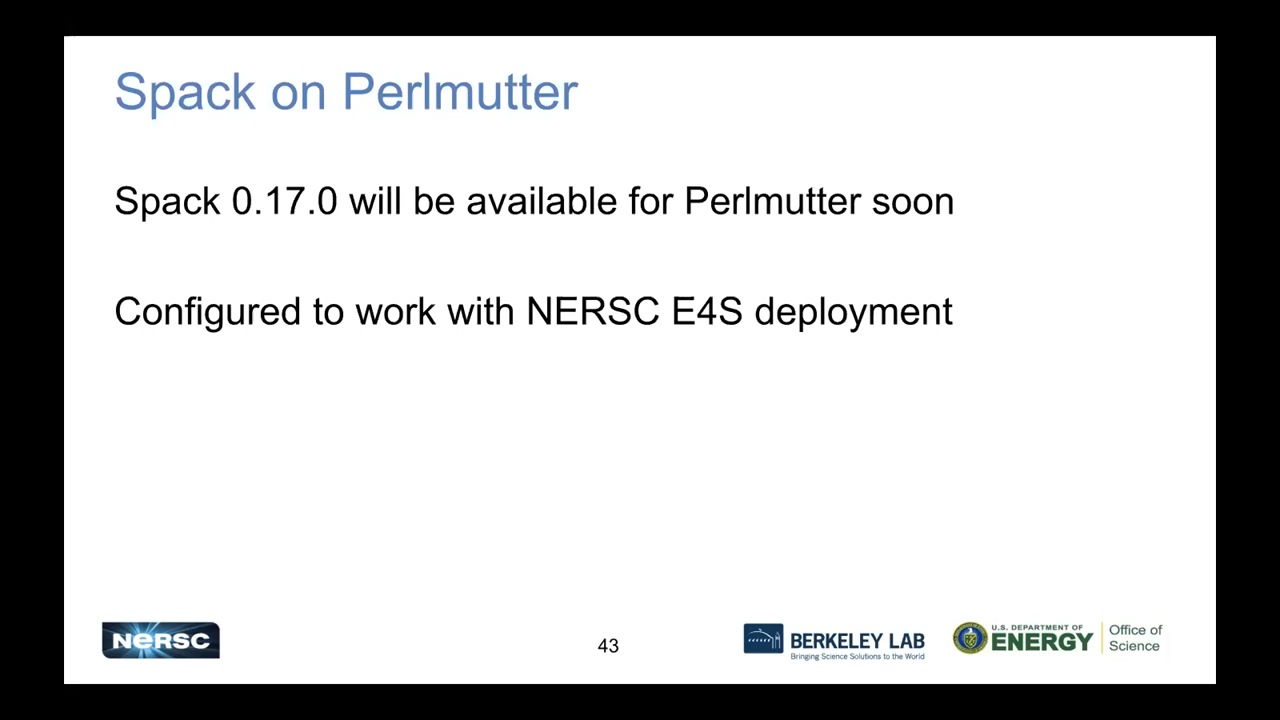 Spack on Perlmutter
Spack 0.17.0 will be available for Perlmutter soon
Configured to work with NERSC E4S deployment
NERSC
43
BERKELEY LAB
Bringing Science Solutions to the World
U.S. DEPARTMENT OF
ENERGY
Office of
Science